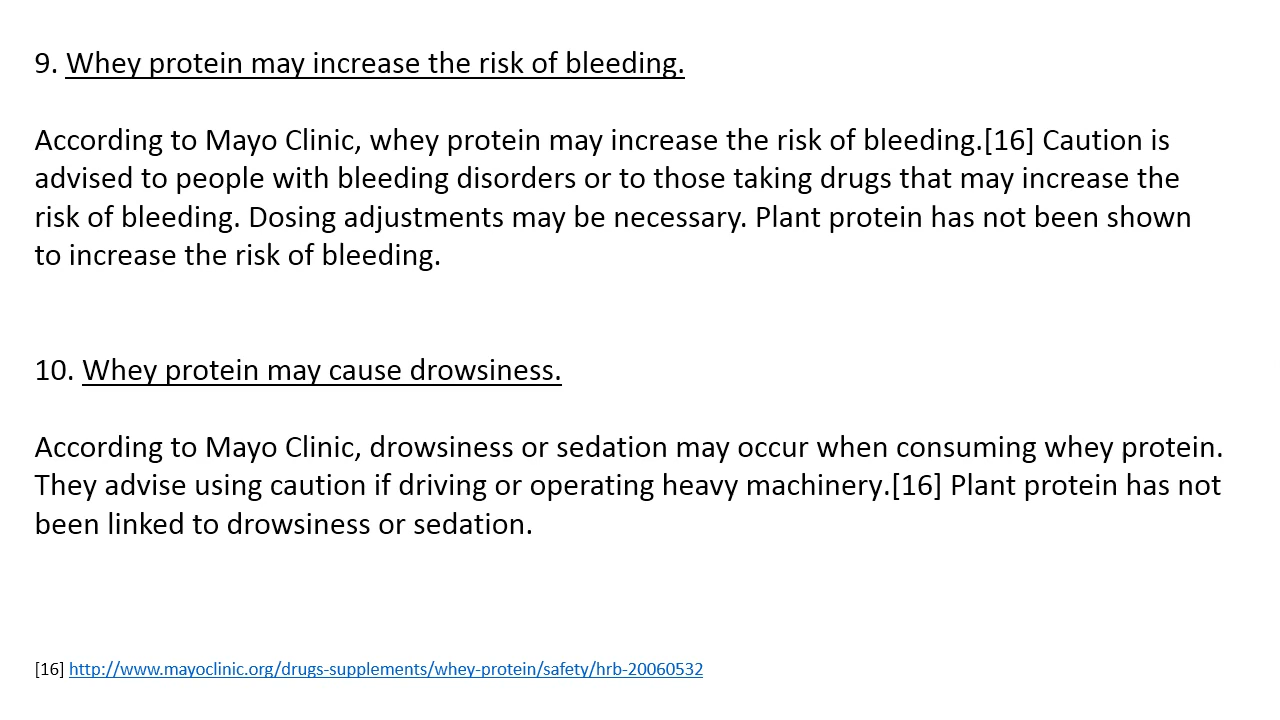 9. Whey protein may increase the risk of bleeding.
According to Mayo Clinic, whey protein may increase the risk of bleeding.[16] Caution is
advised to people with bleeding disorders or to those taking drugs that may increase the
risk of bleeding. Dosing adjustments may be necessary. Plant protein has not been shown
to increase the risk of bleeding.
10. Whey protein may cause drowsiness.
According to Mayo Clinic, drowsiness or sedation may occur when consuming whey protein.
They advise using caution if driving or operating heavy machinery.[16] Plant protein has not
been linked to drowsiness or sedation.
[16] http://www.mayoclinic.org/drugs-supplements/whey-protein/safety/hrb-20060532